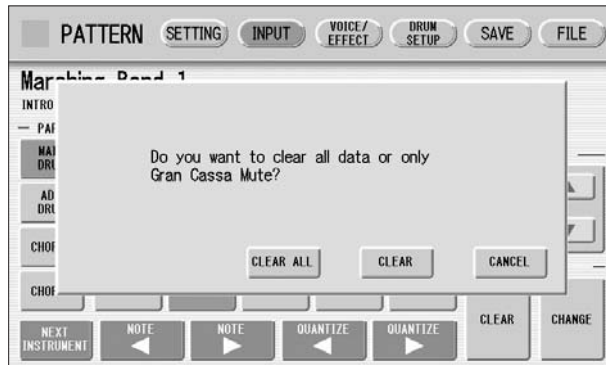 PATTERN SETTING INPUT VOICE/ EFFECT DRUM SETUP SAVE FILE
Marching Band 1
INTRO
Do you want to clear all data or only
Gran Cassa Mute?
CLEAR ALL CLEAR CANCEL
CLEAR CHANGE
NEXT INSTRUMENT NOTE NOTE QUANTIZE QUANTIZE